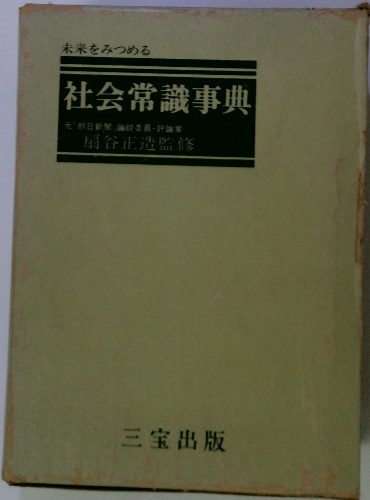 未来をみつめる
社会常識事典
元「朝日新聞」論説委員・評論家
扇谷正造監修
三宝出版